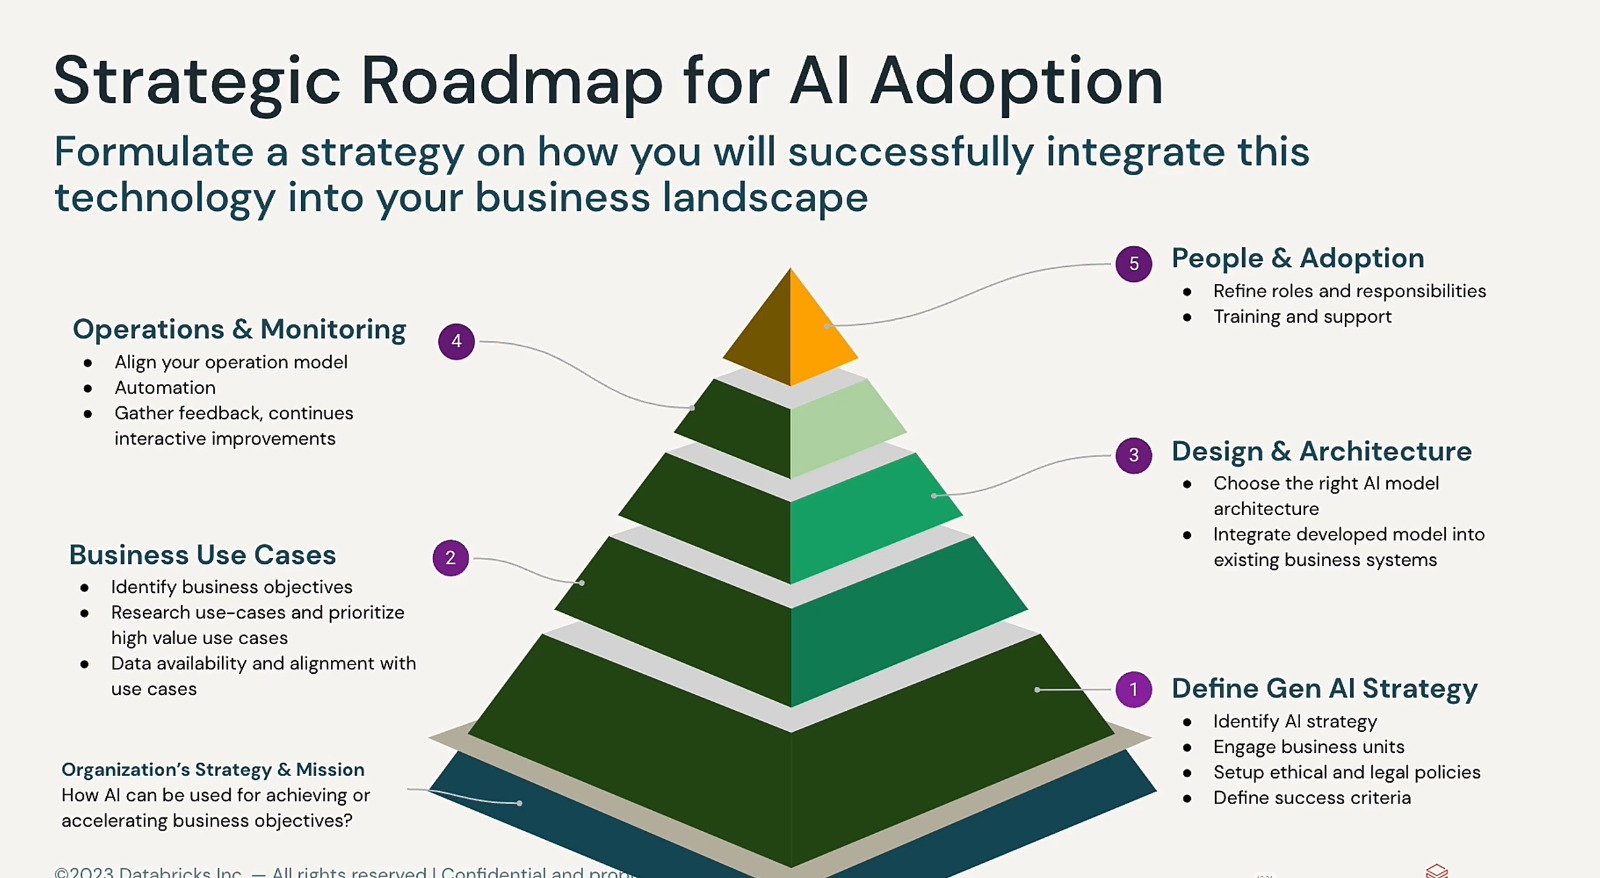 Strategic Roadmap for AI Adoption
Formulate a strategy on how you will successfully integrate this
technology into your business landscape
5
People & Adoption
● Refine roles and responsibilities
● Training and support
Operations & Monitoring
4
● Align your operation model
● Automation
● Gather feedback, continues
interactive improvements
3
Design & Architecture
● Choose the right AI model
architecture
● Integrate developed model into
existing business systems
Business Use Cases
2
● Identify business objectives
● Research use-cases and prioritize
high value use cases
● Data availability and alignment with
use cases
1
Define Gen AI Strategy
● Identify AI strategy
● Engage business units
● Setup ethical and legal policies
● Define success criteria
Organization's Strategy & Mission
How AI can be used for achieving or
accelerating business objectives?
©2023 Databricks Inc. — All rights reserved | Confidential and